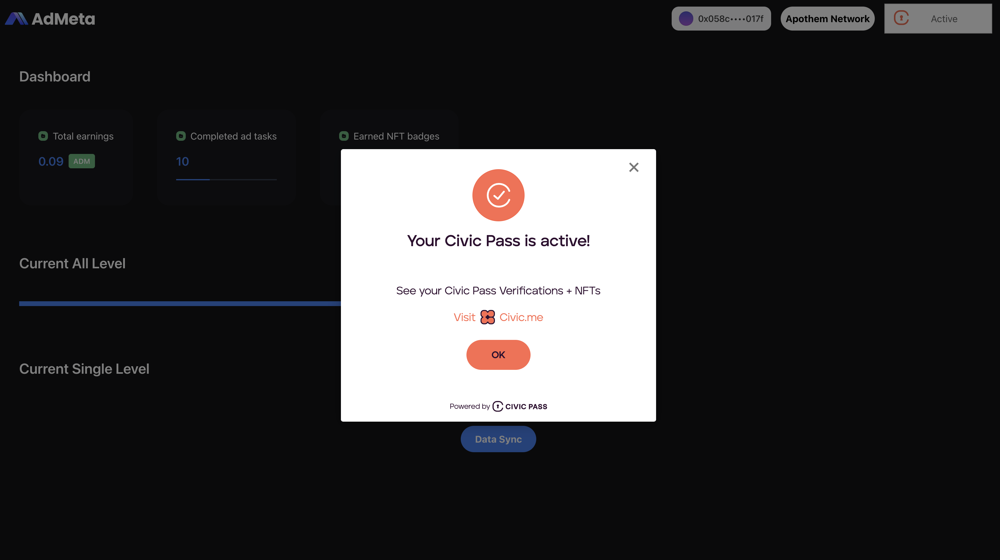 AdMeta
0x058c••••017f
Apothem Network
Active
Dashboard
Total earnings
0.09 ADM
Completed ad tasks
10
Earned NFT badges
Your Civic Pass is active!
See your Civic Pass Verifications + NFTs
Visit Civic.me
OK
Powered by CIVIC PASS
Current All Level
Current Single Level
Data Sync